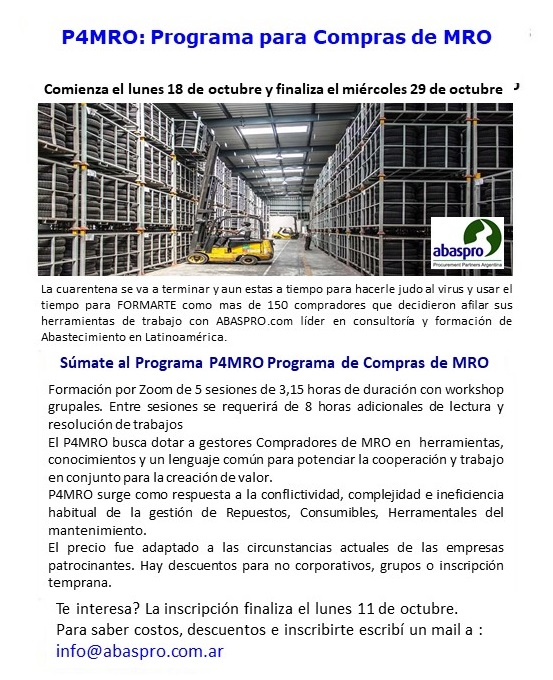 P4MRO: Programa para Compras de MRO
Comienza el lunes 18 de octubre y finaliza el miércoles 29 de octubre
abaspro
Procurement Partners Argentina
La cuarentena se va a terminar y aun estas a tiempo para hacerle judo al virus y usar el
tiempo para FORMARTE como mas de 150 compradores que decidieron afilar sus
herramientas de trabajo con ABASPRO.com líder en consultoría y formación de
Abastecimiento en Latinoamérica.
Súmate al Programa P4MRO Programa de Compras de MRO
Formación por Zoom de 5 sesiones de 3,15 horas de duración con workshop
grupales. Entre sesiones se requerirá de 8 horas adicionales de lectura y
resolución de trabajos
El P4MRO busca dotar a gestores Compradores de MRO en herramientas,
conocimientos y un lenguaje común para potenciar la cooperación y trabajo
en conjunto para la creación de valor.
P4MRO surge como respuesta a la conflictividad, complejidad e ineficiencia
habitual de la gestión de Repuestos, Consumibles, Herramentales del
mantenimiento.
El precio fue adaptado a las circunstancias actuales de las empresas
patrocinantes. Hay descuentos para no corporativos, grupos o inscripción
temprana.
Te interesa? La inscripción finaliza el lunes 11 de octubre.
Para saber costos, descuentos e inscribirte escribí un mail a :
info@abaspro.com.ar